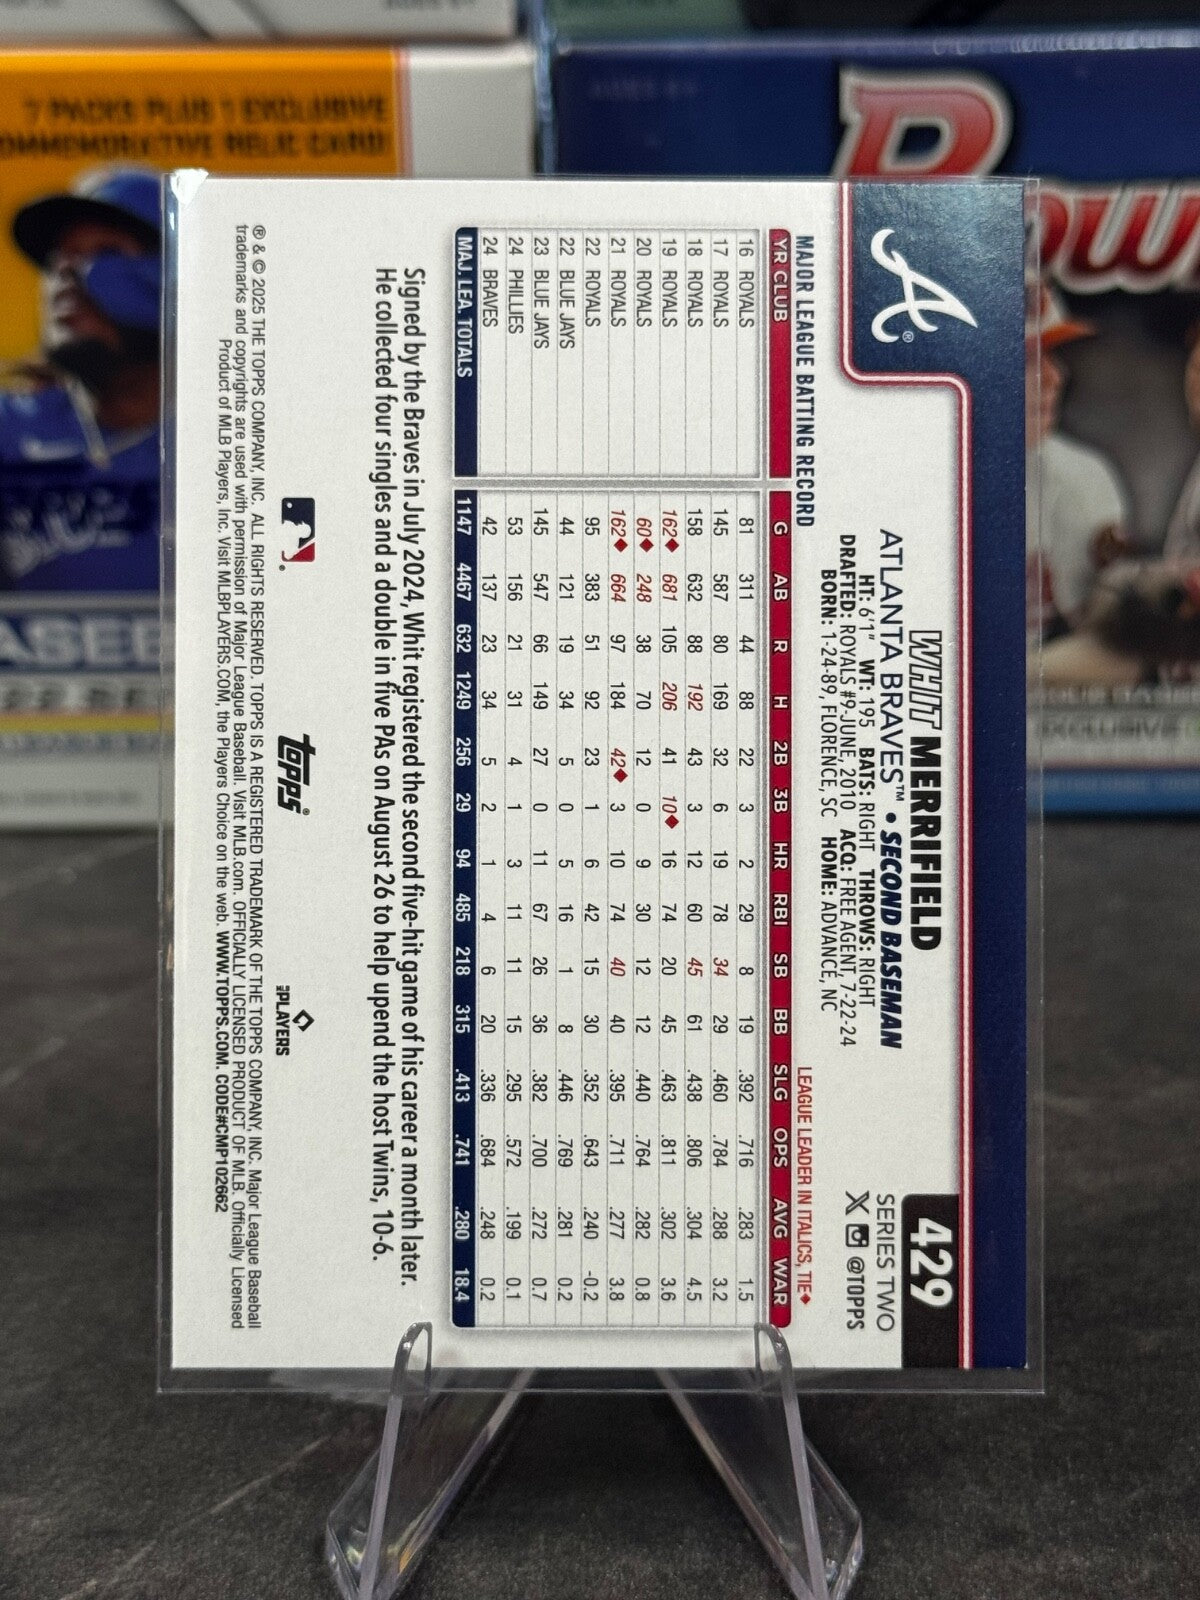 7 PACKS PLUS 1 EXCLUSIVE
COMMEMORATIVE RELIC CARD!
429
SERIES TWO
@TOPPS
WHIT MERRIFIELD
ATLANTA BRAVES™ • SECOND BASEMAN
HT: 6'1" WT: 195 BATS: RIGHT THROWS: RIGHT
DRAFTED: ROYALS #9-JUNE, 2010 ACQ: FREE AGENT, 7-22-24
BORN: 1-24-89, FLORENCE, SC HOME: ADVANCE, NC
MAJOR LEAGUE BATTING RECORD LEAGUE LEADER IN ITALICS, TIE♦
YR CLUB G AB R H 2B 3B HR RBI SB BB SLG OPS AVG WAR
16 ROYALS 81 311 44 88 22 3 2 29 8 19 .392 .716 .283 1.5
17 ROYALS 145 587 80 169 32 6 19 78 34 29 .460 .784 .288 3.2
18 ROYALS 158 632 88 192 43 3 12 60 45 61 .438 .806 .304 4.5
19 ROYALS 162♦ 681 105 206 41 10♦ 16 74 20 45 .463 .811 .302 3.6
20 ROYALS 60♦ 248 38 70 12 0 9 30 12 12 .440 .764 .282 0.8
21 ROYALS 162♦ 664 97 184 42♦ 3 10 74 40 40 .395 .711 .277 3.8
22 ROYALS 95 383 51 92 23 1 6 42 15 30 .352 .643 .240 -0.2
22 BLUE JAYS 44 121 19 34 5 0 5 16 1 8 .446 .769 .281 0.2
23 BLUE JAYS 145 547 66 149 27 0 11 67 26 36 .382 .700 .272 0.7
24 PHILLIES 53 156 21 31 4 1 3 11 11 15 .295 .572 .199 0.1
24 BRAVES 42 137 23 34 5 2 1 4 6 20 .336 .684 .248 0.2
MAJ. LEA. TOTALS 1147 4467 632 1249 256 29 94 485 218 315 .413 .741 .280 18.4
Signed by the Braves in July 2024, Whit registered the second five-hit game of his career a month later.
He collected four singles and a double in five PAs on August 26 to help upend the host Twins, 10-6.
topps®
PLAYERS
® & © 2025 THE TOPPS COMPANY, INC. ALL RIGHTS RESERVED. TOPPS IS A REGISTERED TRADEMARK OF THE TOPPS COMPANY, INC. Major League Baseball
trademarks and copyrights are used with permission of Major League Baseball. Visit MLB.com. OFFICIALLY LICENSED PRODUCT OF MLB. Officially Licensed
Product of MLB Players, Inc. Visit MLBPLAYERS.COM, the Players Choice on the web. WWW.TOPPS.COM. CODE#CMP102662